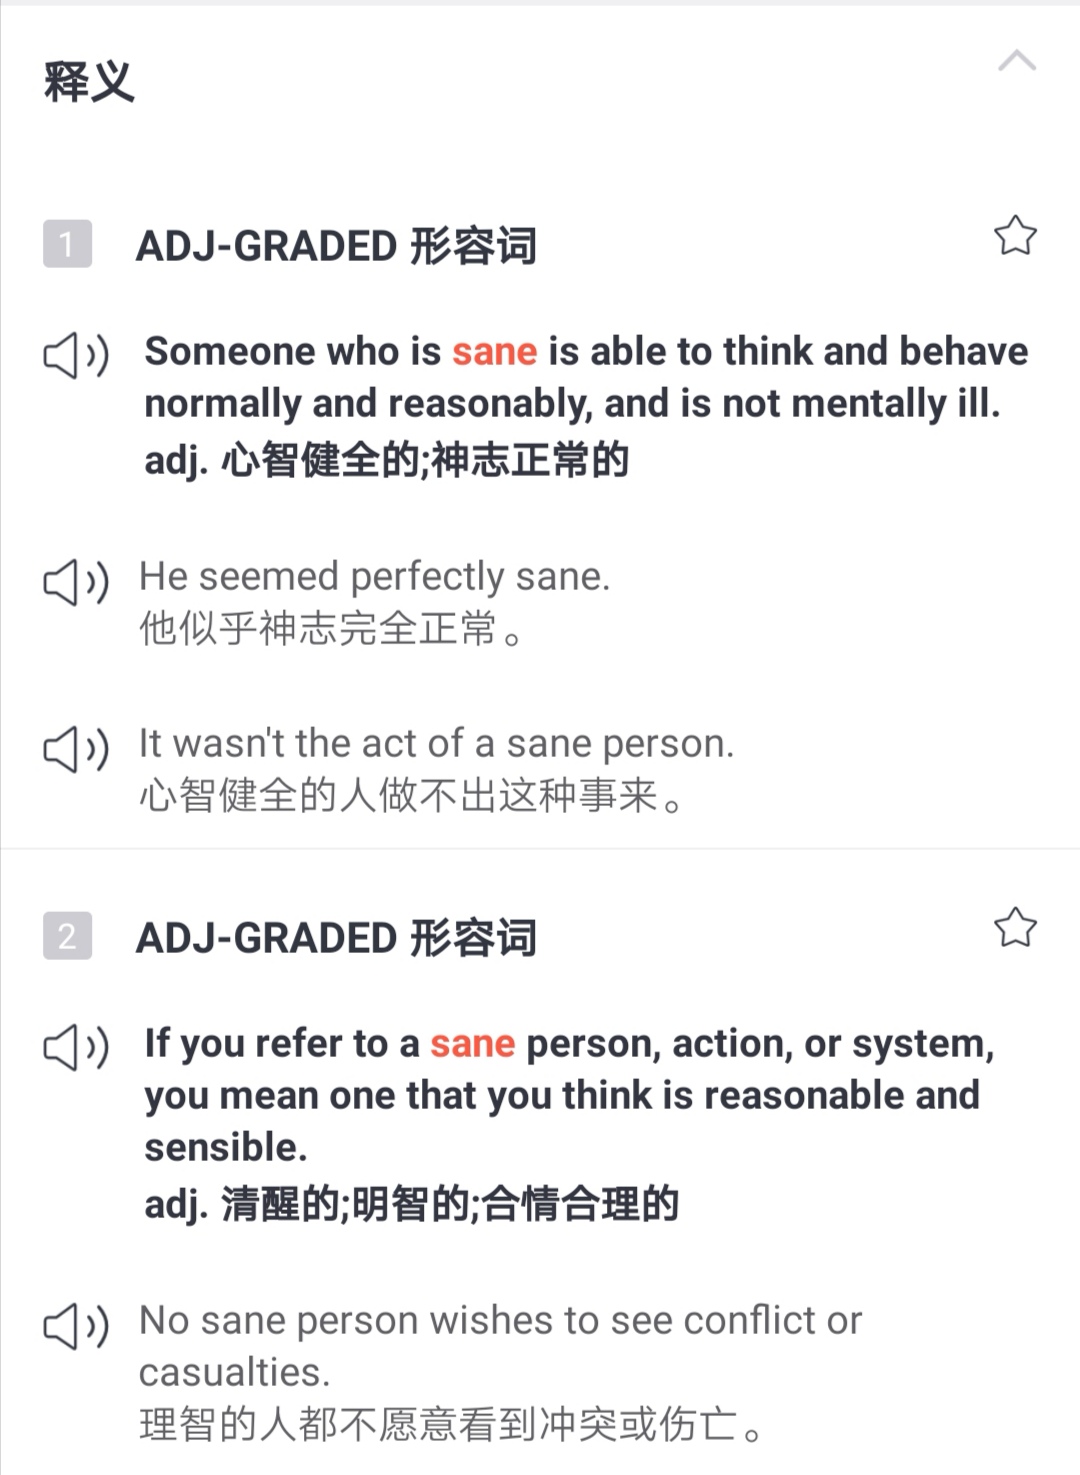 释义
1 ADJ-GRADED 形容词
Someone who is sane is able to think and behave
normally and reasonably, and is not mentally ill.
adj. 心智健全的;神志正常的
He seemed perfectly sane.
他似乎神志完全正常。
It wasn't the act of a sane person.
心智健全的人做不出这种事来。
2 ADJ-GRADED 形容词
If you refer to a sane person, action, or system,
you mean one that you think is reasonable and
sensible.
adj. 清醒的;明智的;合情合理的
No sane person wishes to see conflict or
casualties.
理智的人都不愿意看到冲突或伤亡。